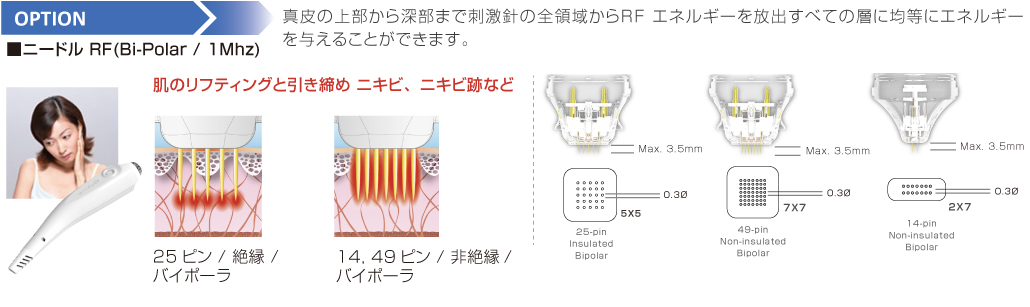 OPTION
真皮の上部から深部まで刺激針の全領域からRF エネルギーを放出すべての層に均等にエネルギー
を与えることができます。
■ニードル RF(Bi-Polar / 1Mhz)
肌のリフティングと引き締め ニキビ、ニキビ跡など
25ピン / 絶縁 /
バイポーラ
14, 49ピン / 非絶縁 /
バイポーラ
Max. 3.5mm
0.3Ø
5X5
25-pin
Insulated
Bipolar
Max. 3.5mm
0.3Ø
7X7
49-pin
Non-insulated
Bipolar
Max. 3.5mm
0.3Ø
2X7
14-pin
Non-insulated
Bipolar